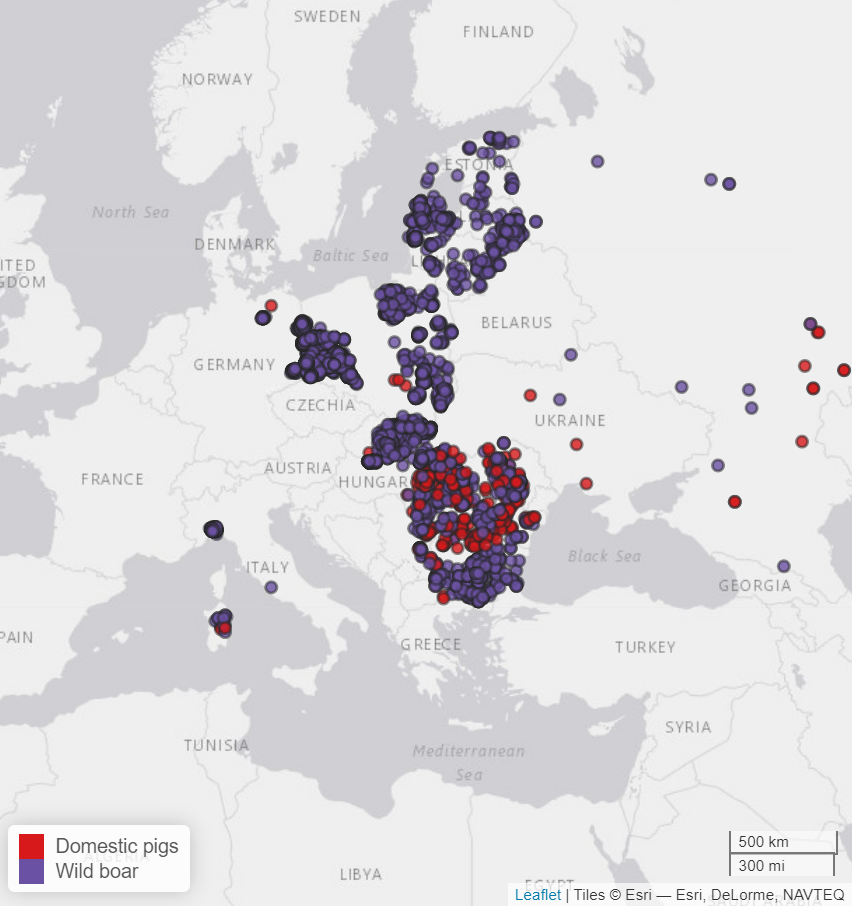 SWEDEN
FINLAND
NORWAY
ESTONIA
North Sea
DENMARK
Baltic Sea
ITED
GDOM
BELARUS
GERMANY
CZECHIA
UKRAINE
AUSTRIA
FRANCE
HUNGAR
ITALY
Black Sea
GEORGIA
PAIN
GREECE
TURKEY
SYRIA
TUNISIA
Mediterranean
Sea
Domestic pigs
Wild boar
ALGERIA
500 km
300 mi
LIBYA
EGYPT
Leaflet | Tiles © Esri — Esri, DeLorme, NAVTEQ